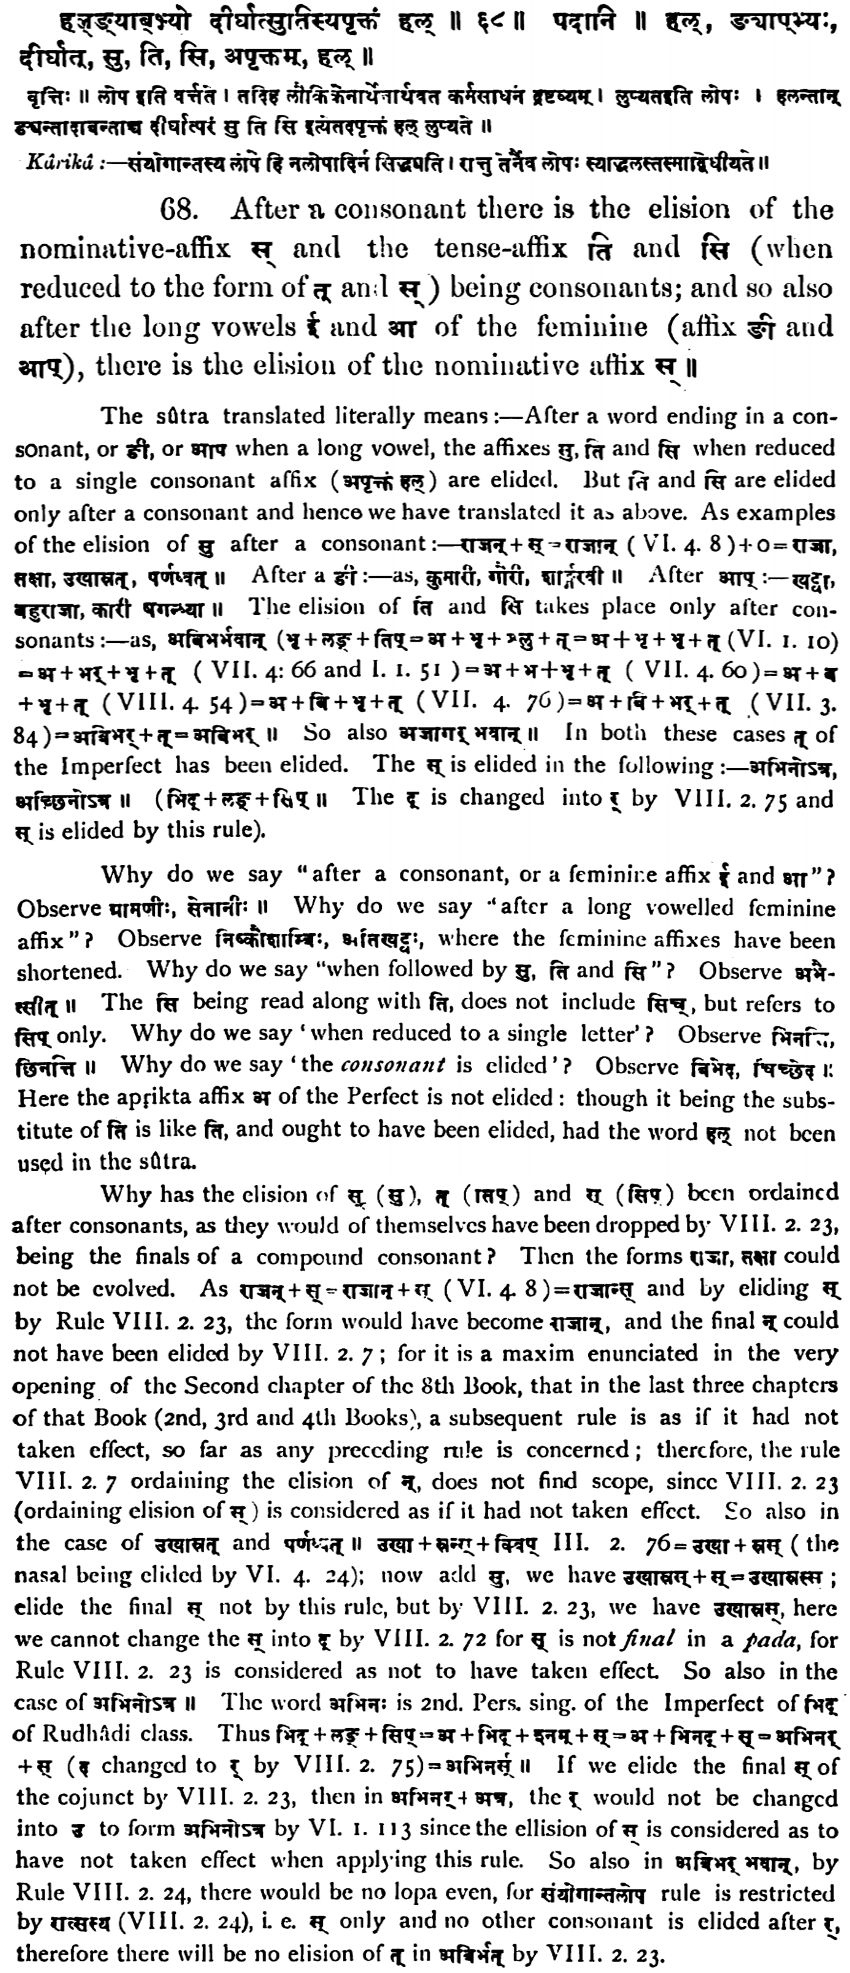 हल्ङ्याब्भ्यो दीर्घात्सुतिस्यपृक्तं हल् ॥ ६८ ॥ पदानि ॥ हल्, ङ्याप्भ्यः,
दीर्घात्, सु, ति, सि, अपृक्तम्, हल् ॥
वृत्तिः ॥ लोप इति वर्त्तते । तदिह लौकिकेनार्थेनार्थवत् कर्मसाधनं द्रष्टव्यम् । लुप्यतइति लोपः । हलन्तान्
ङ्यन्तादाबन्ताच्च दीर्घात्परं सु ति सि इत्येतदपृक्तं हल् लुप्यते ॥
Kârikâ :—संयोगान्तस्य लोपे हि नलोपादिर्न सिद्ध्यति । रात्तु तेनैव लोपः स्याद्धलस्तस्माद्विधीयते ॥
68. After a consonant there is the elision of the
nominative-affix स् and the tense-affix ति and सि (when
reduced to the form of त् and स्) being consonants; and so also
after the long vowels ई and आ of the feminine (affix ङी and
आप्), there is the elision of the nominative affix स् ॥
The sûtra translated literally means :—After a word ending in a con-
sonant, or ङी, or आप when a long vowel, the affixes सु, ति and सि when reduced
to a single consonant affix (अपृक्तं हल्) are elided. But ति and सि are elided
only after a consonant and hence we have translated it as above. As examples
of the elision of सु after a consonant :—राजन् + स् = राजान् (VI. 4. 8) + 0 = राजा,
तक्षा, उखास्रत्, पर्णध्वत् ॥ After a ङी :—as, कुमारी, गौरी, शार्ङ्गरवी ॥ After आप् :—खट्वा,
बहुराजा, कारीषगन्ध्या ॥ The elision of ति and सि takes place only after con-
sonants :—as, अबिभर्भवान् (भृ + लङ् + तिप् = अ + भृ + श्लु + त् = अ + भृ + भृ + त् (VI. 1. 10)
= अ + भर् + भृ + त् (VII. 4: 66 and I. 1. 51) = अ + भ + भृ + त् (VII. 4. 60) = अ + ब
+ भृ + त् (VIII. 4. 54) = अ + बि + भृ + त् (VII. 4. 76) = अ + बि + भर् + त् (VII. 3.
84) = अबिभर् + त् = अबिभर् ॥ So also अजागर् भवान् ॥ In both these cases त् of
the Imperfect has been elided. The स् is elided in the following :—अभिनोऽत्र,
अच्छिनोऽत्र ॥ (भिद् + लङ् + सिप् ॥ The द् is changed into र् by VIII. 2. 75 and
स् is elided by this rule).
Why do we say "after a consonant, or a feminine affix ई and आ"?
Observe ग्रामणीः, सेनानीः ॥ Why do we say "after a long vowelled feminine
affix"? Observe निष्कौशाम्बिः, अतिखट्वः, where the feminine affixes have been
shortened. Why do we say "when followed by सु, ति and सि"? Observe अभै-
त्सीत् ॥ The सि being read along with ति, does not include सिच्, but refers to
सिप् only. Why do we say 'when reduced to a single letter'? Observe भिनत्ति,
छिनत्ति ॥ Why do we say 'the consonant is elided'? Observe बिभेद, चिच्छेद ॥
Here the apṛikta affix अ of the Perfect is not elided: though it being the subs-
titute of ति is like ति, and ought to have been elided, had the word हल् not been
used in the sûtra.
Why has the elision of स् (सु), त् (तिप्) and स् (सिप्) been ordained
after consonants, as they would of themselves have been dropped by VIII. 2. 23,
being the finals of a compound consonant? Then the forms राजा, तक्षा could
not be evolved. As राजन् + स् = राजान् + स् (VI. 4. 8) = राजान्स् and by eliding स्
by Rule VIII. 2. 23, the form would have become राजान्, and the final न् could
not have been elided by VIII. 2. 7; for it is a maxim enunciated in the very
opening of the Second chapter of the 8th Book, that in the last three chapters
of that Book (2nd, 3rd and 4th Books), a subsequent rule is as if it had not
taken effect, so far as any preceding rule is concerned; therefore, the rule
VIII. 2. 7 ordaining the elision of न्, does not find scope, since VIII. 2. 23
(ordaining elision of स्) is considered as if it had not taken effect. So also in
the case of उखास्रत् and पर्णध्वत् ॥ उखा + स्रन्स् + क्विप् III. 2. 76 = उखा + स्रस् (the
nasal being elided by VI. 4. 24); now add सु, we have उखास्रस् + स् = उखास्रस्स ;
elide the final स् not by this rule, but by VIII. 2. 23, we have उखास्रस्, here
we cannot change the स् into द् by VIII. 2. 72 for स् is not final in a pada, for
Rule VIII. 2. 23 is considered as not to have taken effect. So also in the
case of अभिनोऽत्र ॥ The word अभिनः is 2nd. Pers. sing. of the Imperfect of भिद्
of Rudhâdi class. Thus भिद् + लङ् + सिप् = अ + भिद् + इनम् + स् = अ + भिनद् + स् = अभिनर्
+ स् (द changed to र् by VIII. 2. 75) = अभिनर्स् ॥ If we elide the final स् of
the cojunct by VIII. 2. 23, then in अभिनर् + अत्र, the र् would not be changed
into उ to form अभिनोऽत्र by VI. 1. 113 since the ellision of स् is considered as to
have not taken effect when applying this rule. So also in अबिभर् भवान्, by
Rule VIII. 2. 24, there would be no lopa even, for संयोगान्तलोप rule is restricted
by रात्सस्य (VIII. 2. 24), i. e. स् only and no other consonant is elided after र्,
therefore there will be no elision of त् in अबिर्भत् by VIII. 2. 23.